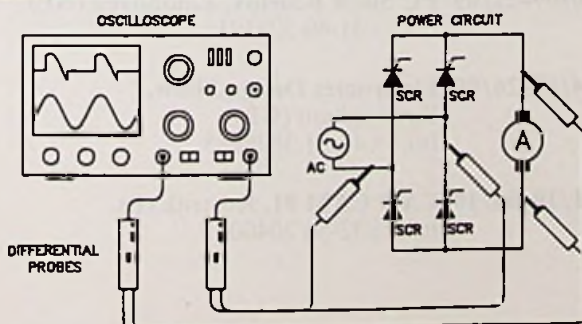 OSCILLOSCOPE
POWER CIRCUIT
SCR
SCR
AC
A
SCR
SCR
DIFFERENTIAL
PROBES